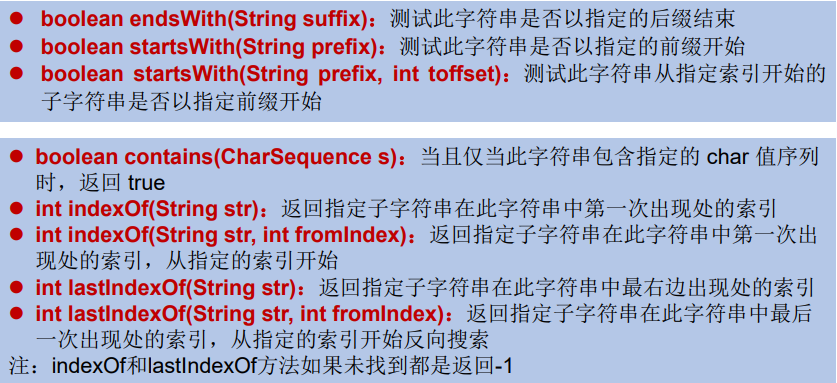 ● boolean endsWith(String suffix)：测试此字符串是否以指定的后缀结束
● boolean startsWith(String prefix)：测试此字符串是否以指定的前缀开始
● boolean startsWith(String prefix, int toffset)：测试此字符串从指定索引开始的
子字符串是否以指定前缀开始
● boolean contains(CharSequence s)：当且仅当此字符串包含指定的 char 值序列
时，返回 true
● int indexOf(String str)：返回指定子字符串在此字符串中第一次出现处的索引
● int indexOf(String str, int fromIndex)：返回指定子字符串在此字符串中第一次出
现处的索引，从指定的索引开始
● int lastIndexOf(String str)：返回指定子字符串在此字符串中最右边出现处的索引
● int lastIndexOf(String str, int fromIndex)：返回指定子字符串在此字符串中最后
一次出现处的索引，从指定的索引开始反向搜索
注：indexOf和lastIndexOf方法如果未找到都是返回-1